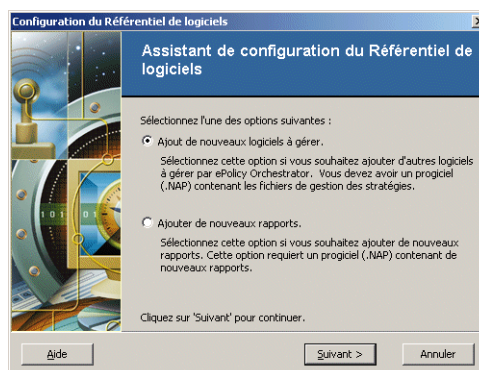 Configuration du Référentiel de logiciels
Assistant de configuration du Référentiel de
logiciels
Sélectionnez l'une des options suivantes :
Ajout de nouveaux logiciels à gérer.
Sélectionnez cette option si vous souhaitez ajouter d'autres logiciels
à gérer par ePolicy Orchestrator. Vous devez avoir un progiciel
(.NAP) contenant les fichiers de gestion des stratégies.
Ajouter de nouveaux rapports.
Sélectionnez cette option si vous souhaitez ajouter de nouveaux
rapports. Cette option requiert un progiciel (.NAP) contenant de
nouveaux rapports.
Cliquez sur 'Suivant' pour continuer.
Aide
Suivant >
Annuler